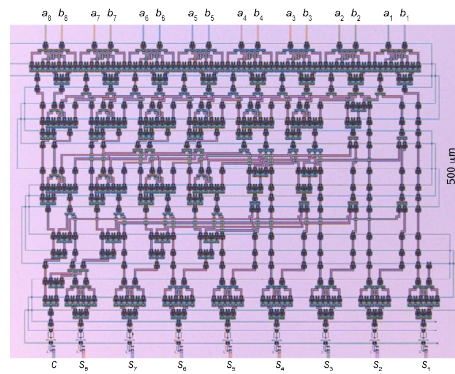 a₈ b₈ a₇ b₇ a₆ b₆ a₅ b₅ a₄ b₄ a₃ b₃ a₂ b₂ a₁ b₁
500 µm
C S₈ S₇ S₆ S₅ S₄ S₃ S₂ S₁